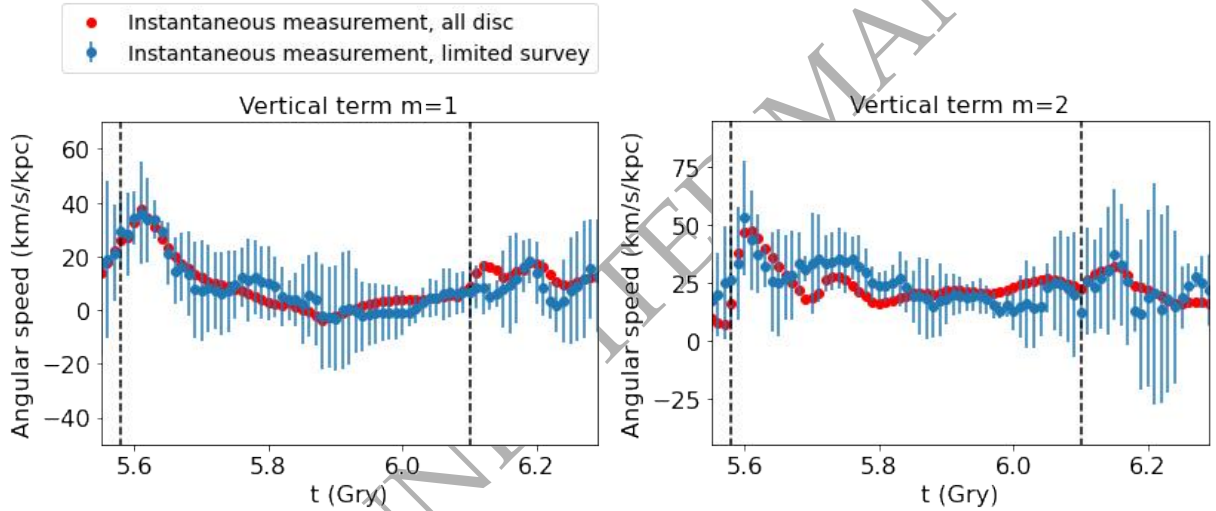 Instantaneous measurement, all disc
Instantaneous measurement, limited survey
Vertical term m=1
Angular speed (km/s/kpc)
60
40
20
0
−20
−40
5.6
5.8
6.0
6.2
t (Gry)
Vertical term m=2
Angular speed (km/s/kpc)
75
50
25
0
−25
5.6
5.8
6.0
6.2
t (Gry)